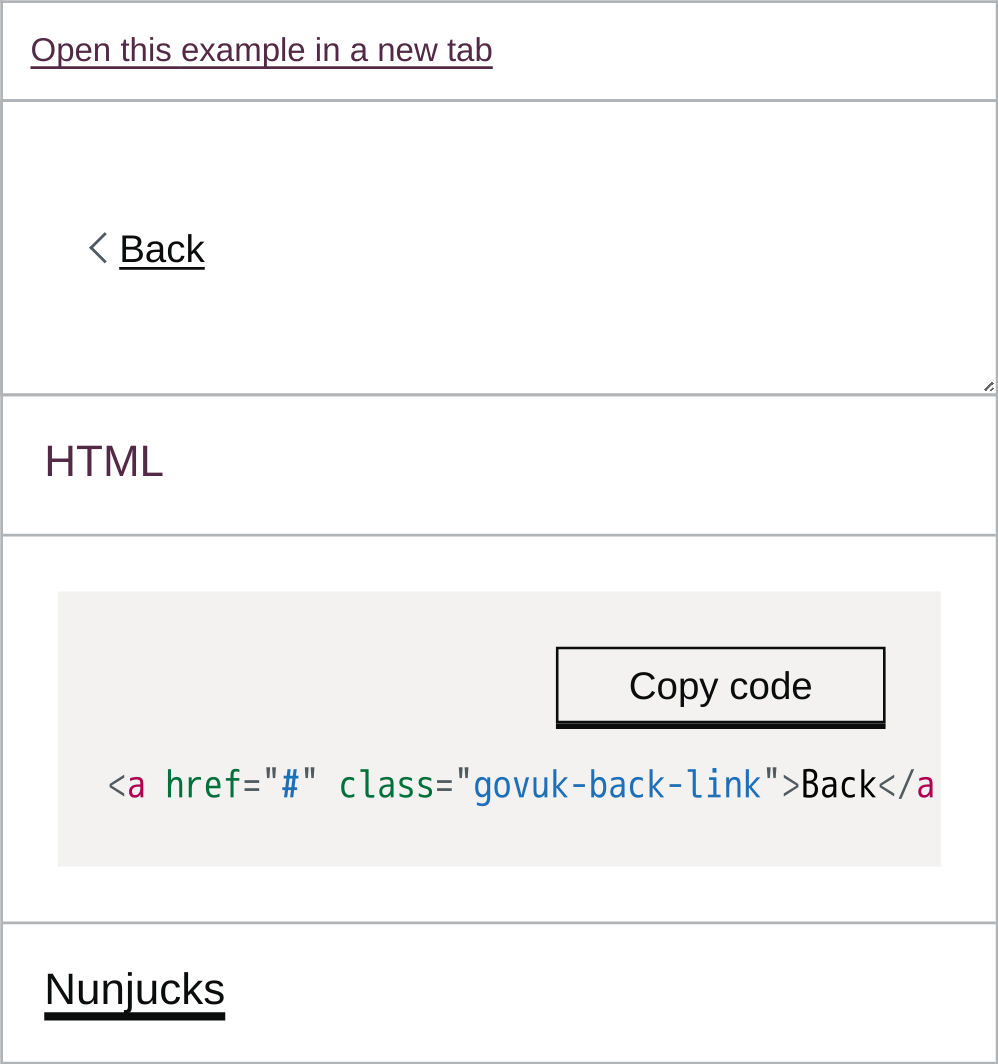 Open this example in a new tab
Back
HTML
Copy code
<a href="#" class="govuk-back-link">Back</a
Nunjucks